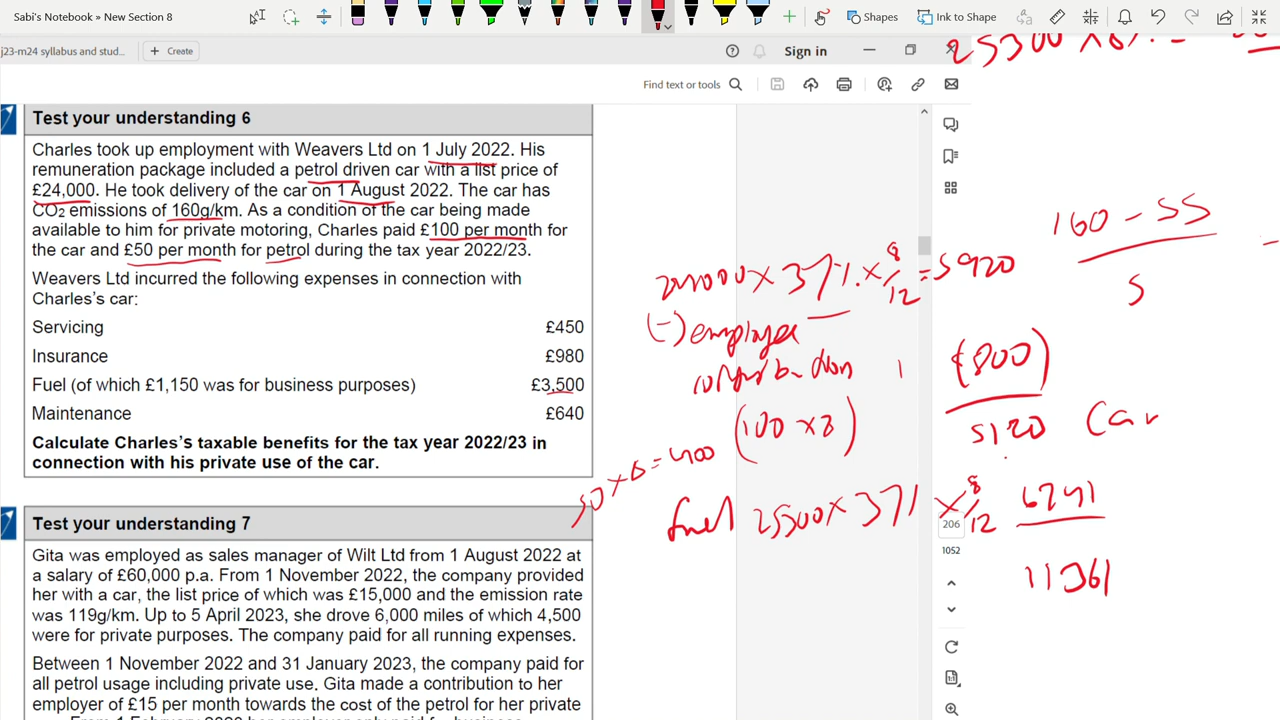 Sabi's Notebook » New Section 8
Shapes
Ink to Shape
j23-m24 syllabus and stud...
Create
Sign in
Find text or tools
Test your understanding 6
Charles took up employment with Weavers Ltd on 1 July 2022. His
remuneration package included a petrol driven car with a list price of
£24,000. He took delivery of the car on 1 August 2022. The car has
CO2 emissions of 160g/km. As a condition of the car being made
available to him for private motoring, Charles paid £100 per month for
the car and £50 per month for petrol during the tax year 2022/23.
Weavers Ltd incurred the following expenses in connection with
Charles's car:
Servicing £450
Insurance £980
Fuel (of which £1,150 was for business purposes) £3,500
Maintenance £640
Calculate Charles's taxable benefits for the tax year 2022/23 in
connection with his private use of the car.
Test your understanding 7
Gita was employed as sales manager of Wilt Ltd from 1 August 2022 at
a salary of £60,000 p.a. From 1 November 2022, the company provided
her with a car, the list price of which was £15,000 and the emission rate
was 119g/km. Up to 5 April 2023, she drove 6,000 miles of which 4,500
were for private purposes. The company paid for all running expenses.
Between 1 November 2022 and 31 January 2023, the company paid for
all petrol usage including private use. Gita made a contribution to her
employer of £15 per month towards the cost of the petrol for her private
160 - 55
5
24000 × 37%. × 8/12 = 5920
(-) employee
contribution (800)
(100 × 8) 5120 Car
50 × 8 = 400
fuel 25300 × 37% × 8/12 6241
11361
206
1052